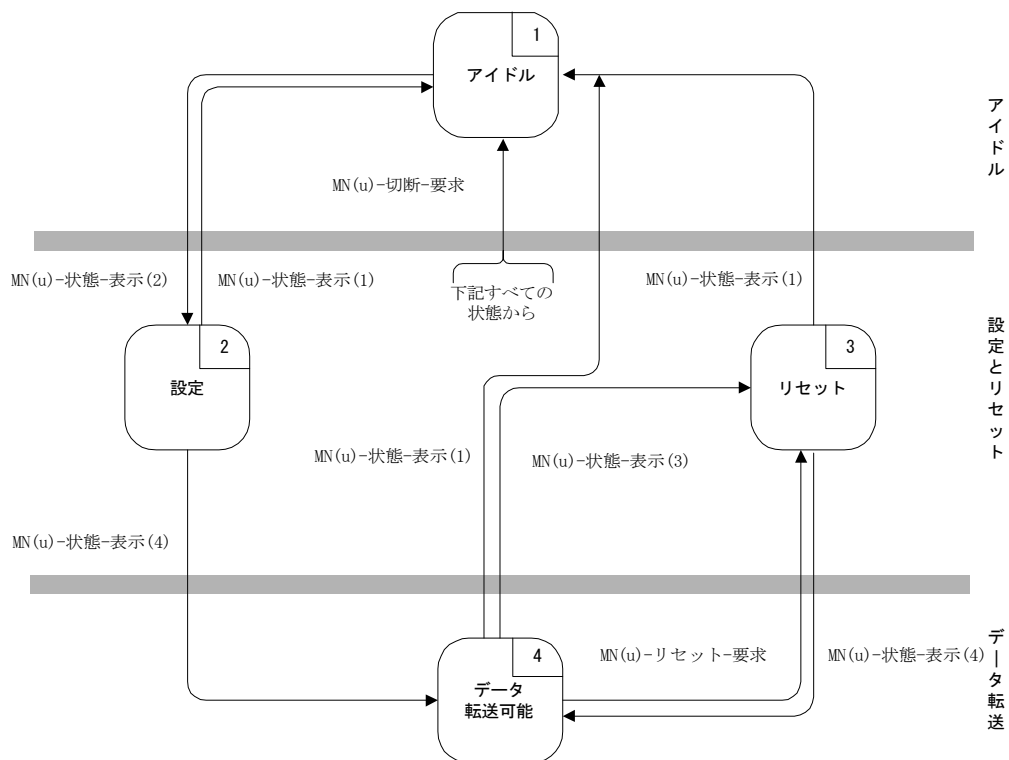 1
アイドル
アイドル
MN(u)-切断-要求
MN(u)-状態-表示(2)
MN(u)-状態-表示(1)
下記すべての
状態から
MN(u)-状態-表示(1)
2
設定
3
リセット
設定とリセット
MN(u)-状態-表示(1)
MN(u)-状態-表示(3)
MN(u)-状態-表示(4)
4
データ
転送可能
MN(u)-リセット-要求
MN(u)-状態-表示(4)
データ転送